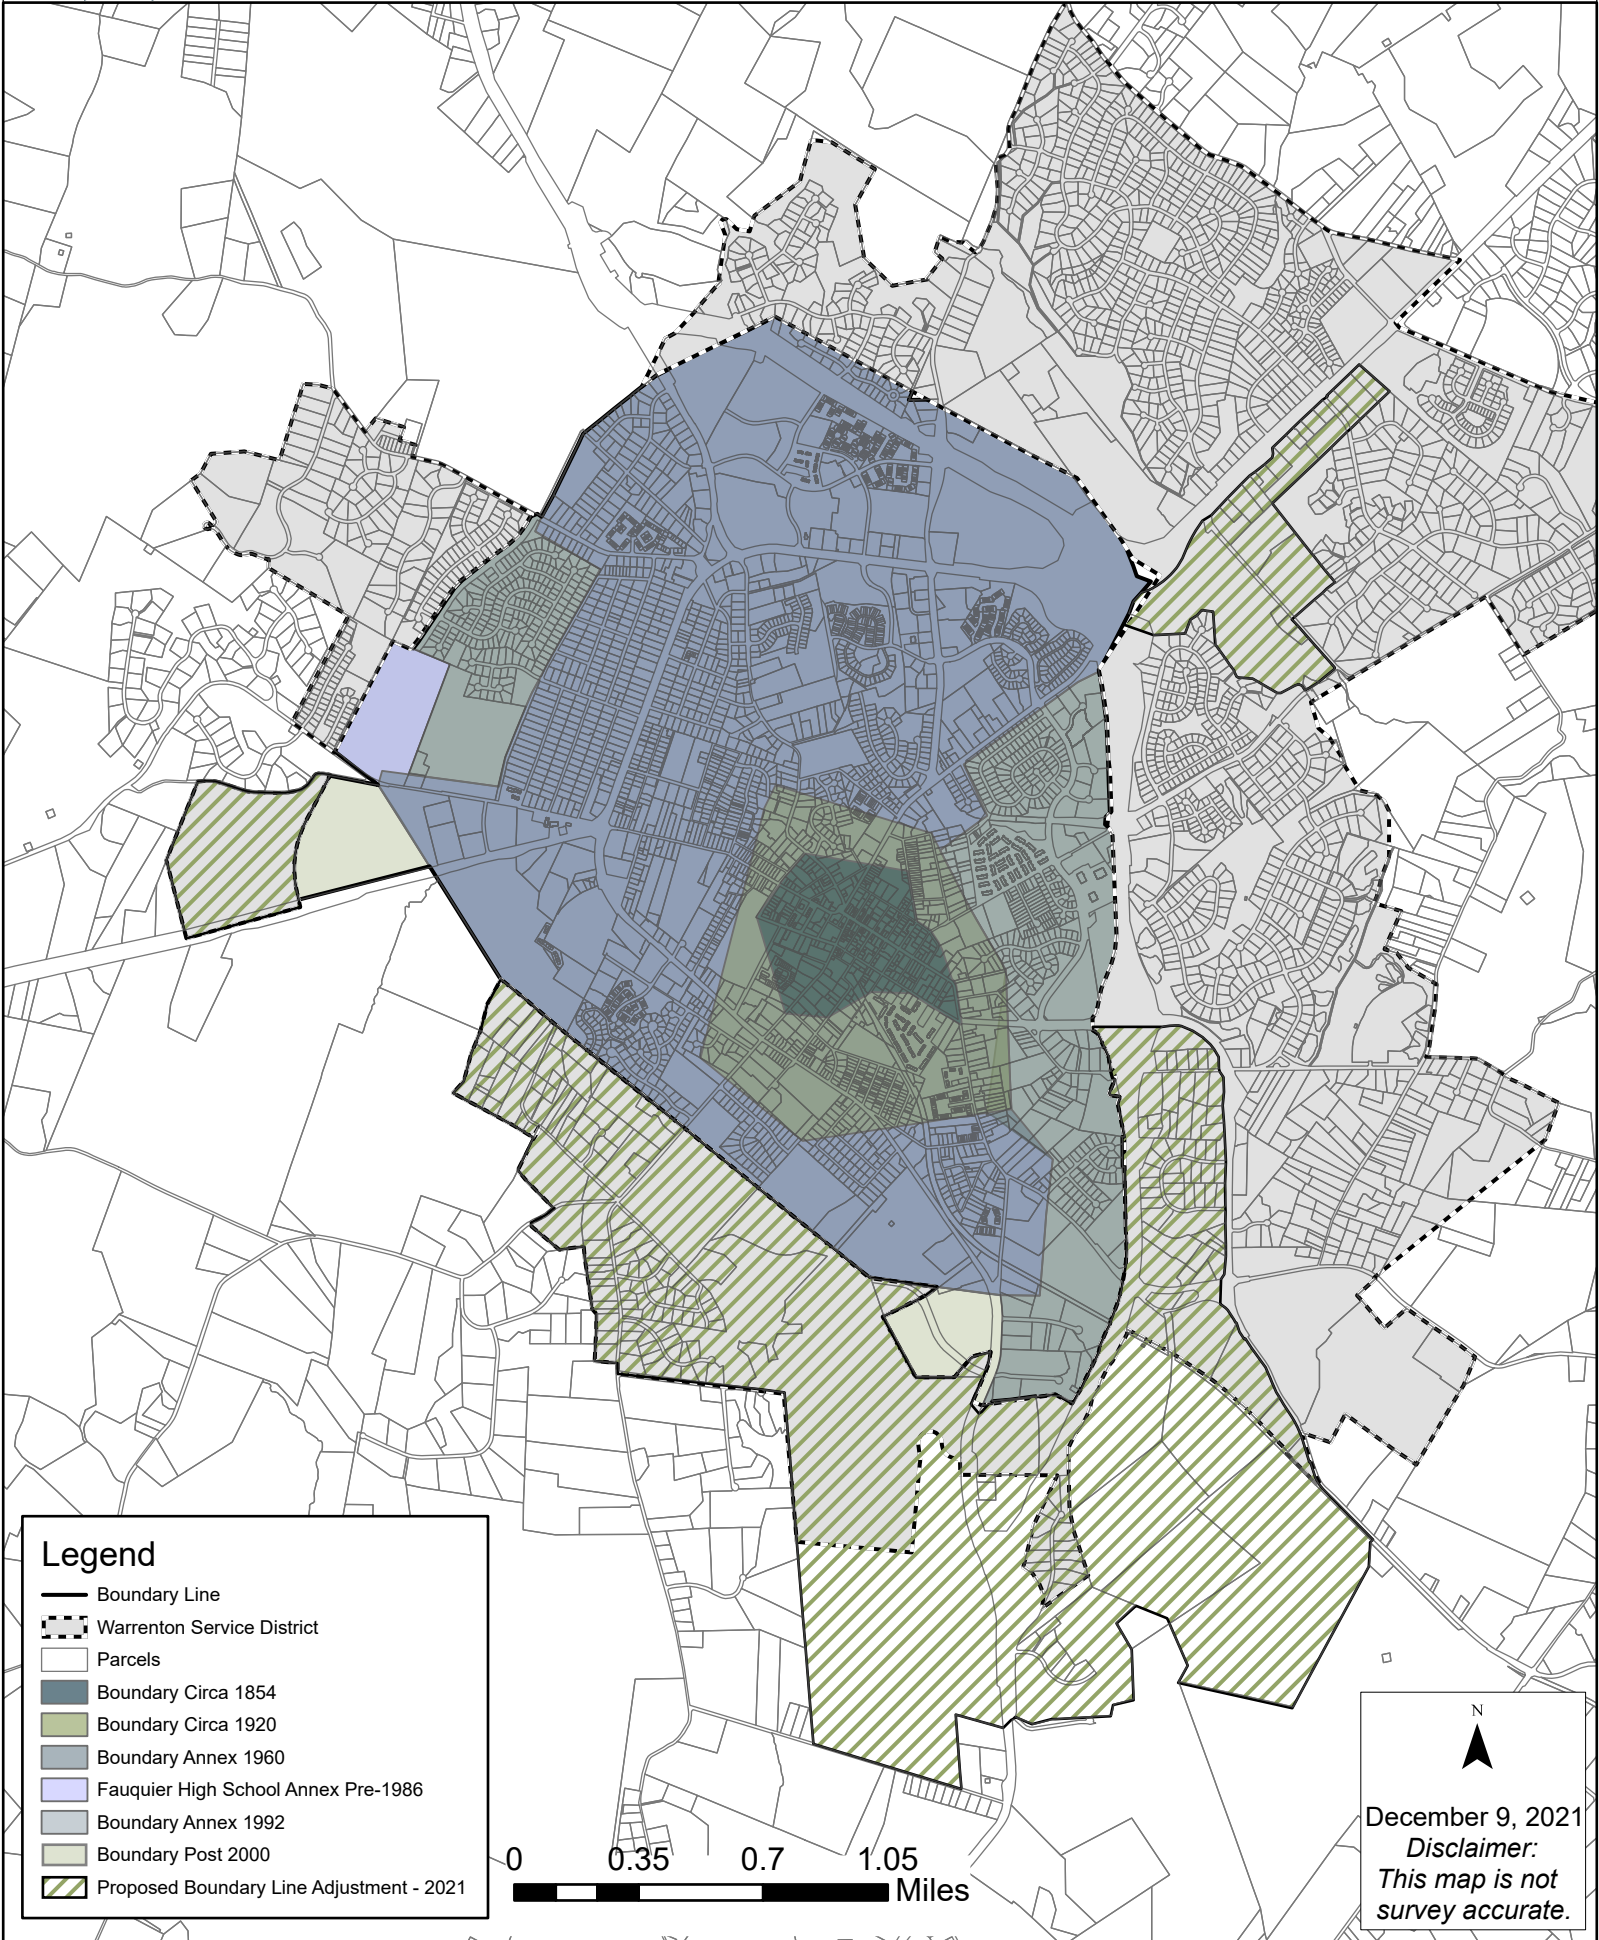 Legend
Boundary Line
Warrenton Service District
Parcels
Boundary Circa 1854
Boundary Circa 1920
Boundary Annex 1960
Fauquier High School Annex Pre-1986
Boundary Annex 1992
Boundary Post 2000
Proposed Boundary Line Adjustment - 2021
0 0.35 0.7 1.05
Miles
N
December 9, 2021
Disclaimer:
This map is not
survey accurate.